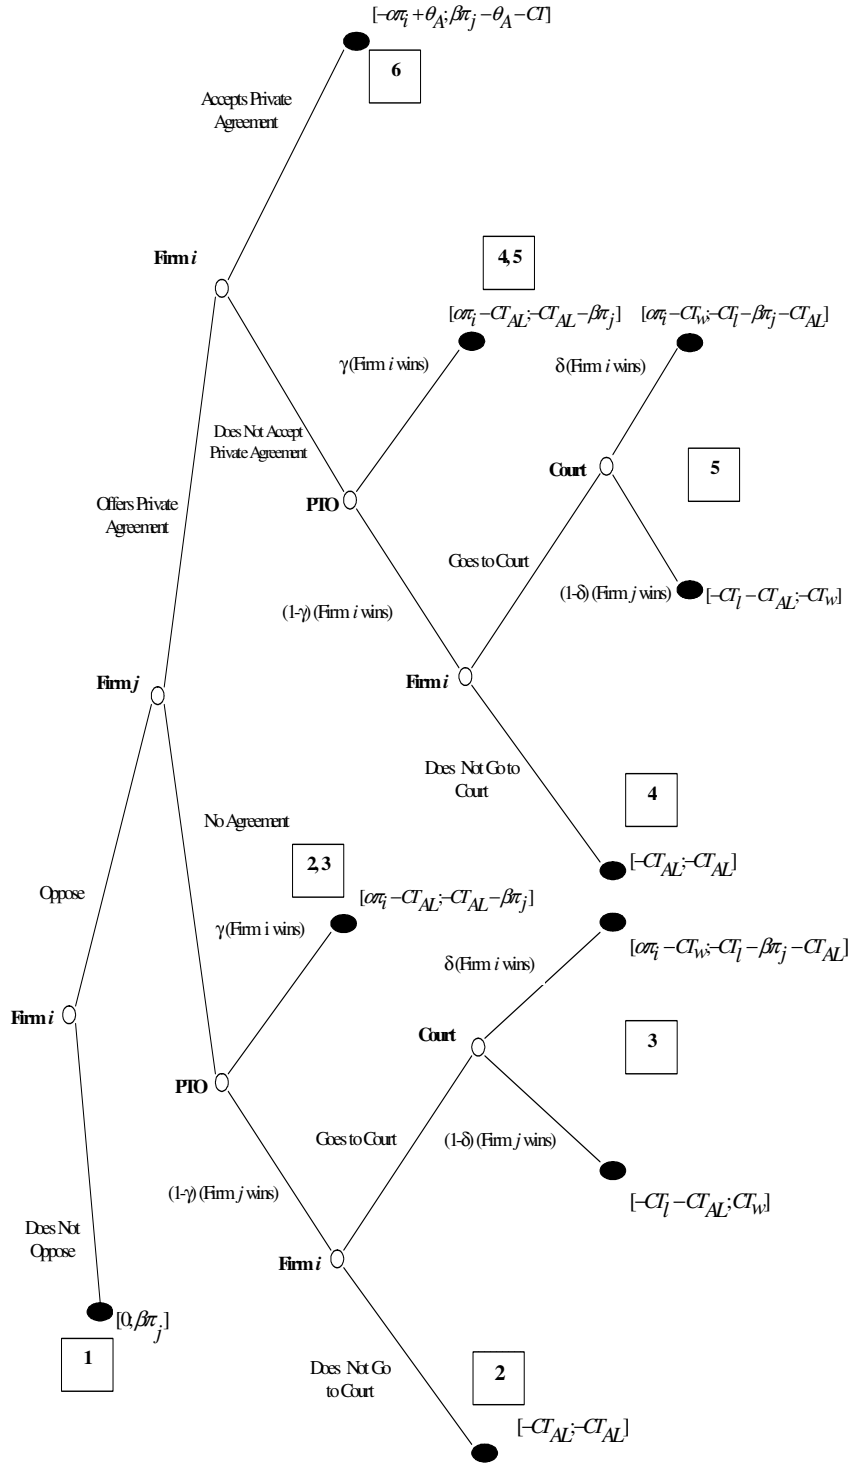 [−απi + θA; βπj − θA − CT]
6
Accepts Private
Agreement
Firm i
4,5
[απi − CTAL; −CTAL − βπj]
[απi − CTw; −CTl − βπj − CTAL]
γ (Firm i wins)
δ (Firm i wins)
Does Not Accept
Private Agreement
Court
5
PTO
Offers Private
Agreement
Goes to Court
(1-δ) (Firm j wins)
[−CTl − CTAL; −CTw]
(1-γ) (Firm i wins)
Firm j
Firm i
Does Not Go to
Court
4
No Agreement
2,3
[−CTAL; −CTAL]
Oppose
[απi − CTAL; −CTAL − βπj]
γ (Firm i wins)
[απi − CTw; −CTl − βπj − CTAL]
δ (Firm i wins)
Firm i
Court
3
PTO
Goes to Court
(1-δ) (Firm j wins)
(1-γ) (Firm j wins)
[−CTl − CTAL; CTw]
Does Not
Oppose
Firm i
[0; βπj]
1
Does Not Go
to Court
2
[−CTAL; −CTAL]